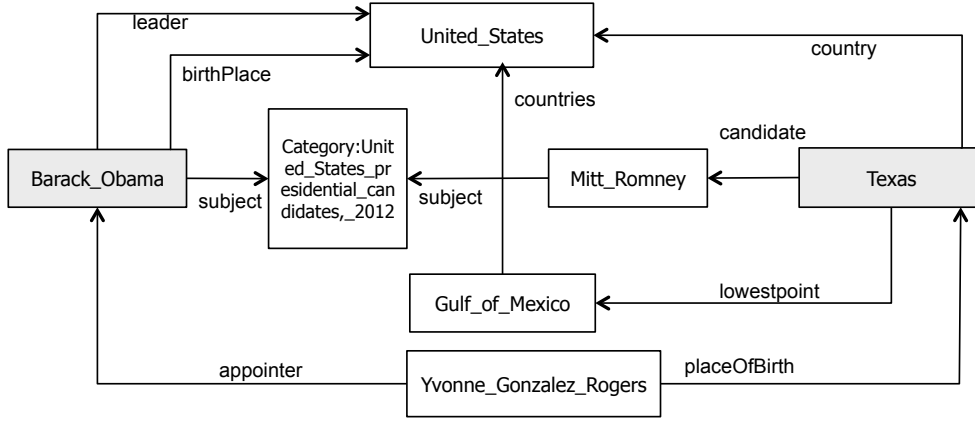 leader
United_States
country
birthPlace
countries
Category:Unit
ed_States_pr
esidential_can
didates,_2012
candidate
Barack_Obama
subject
subject
Mitt_Romney
Texas
Gulf_of_Mexico
lowestpoint
appointer
Yvonne_Gonzalez_Rogers
placeOfBirth